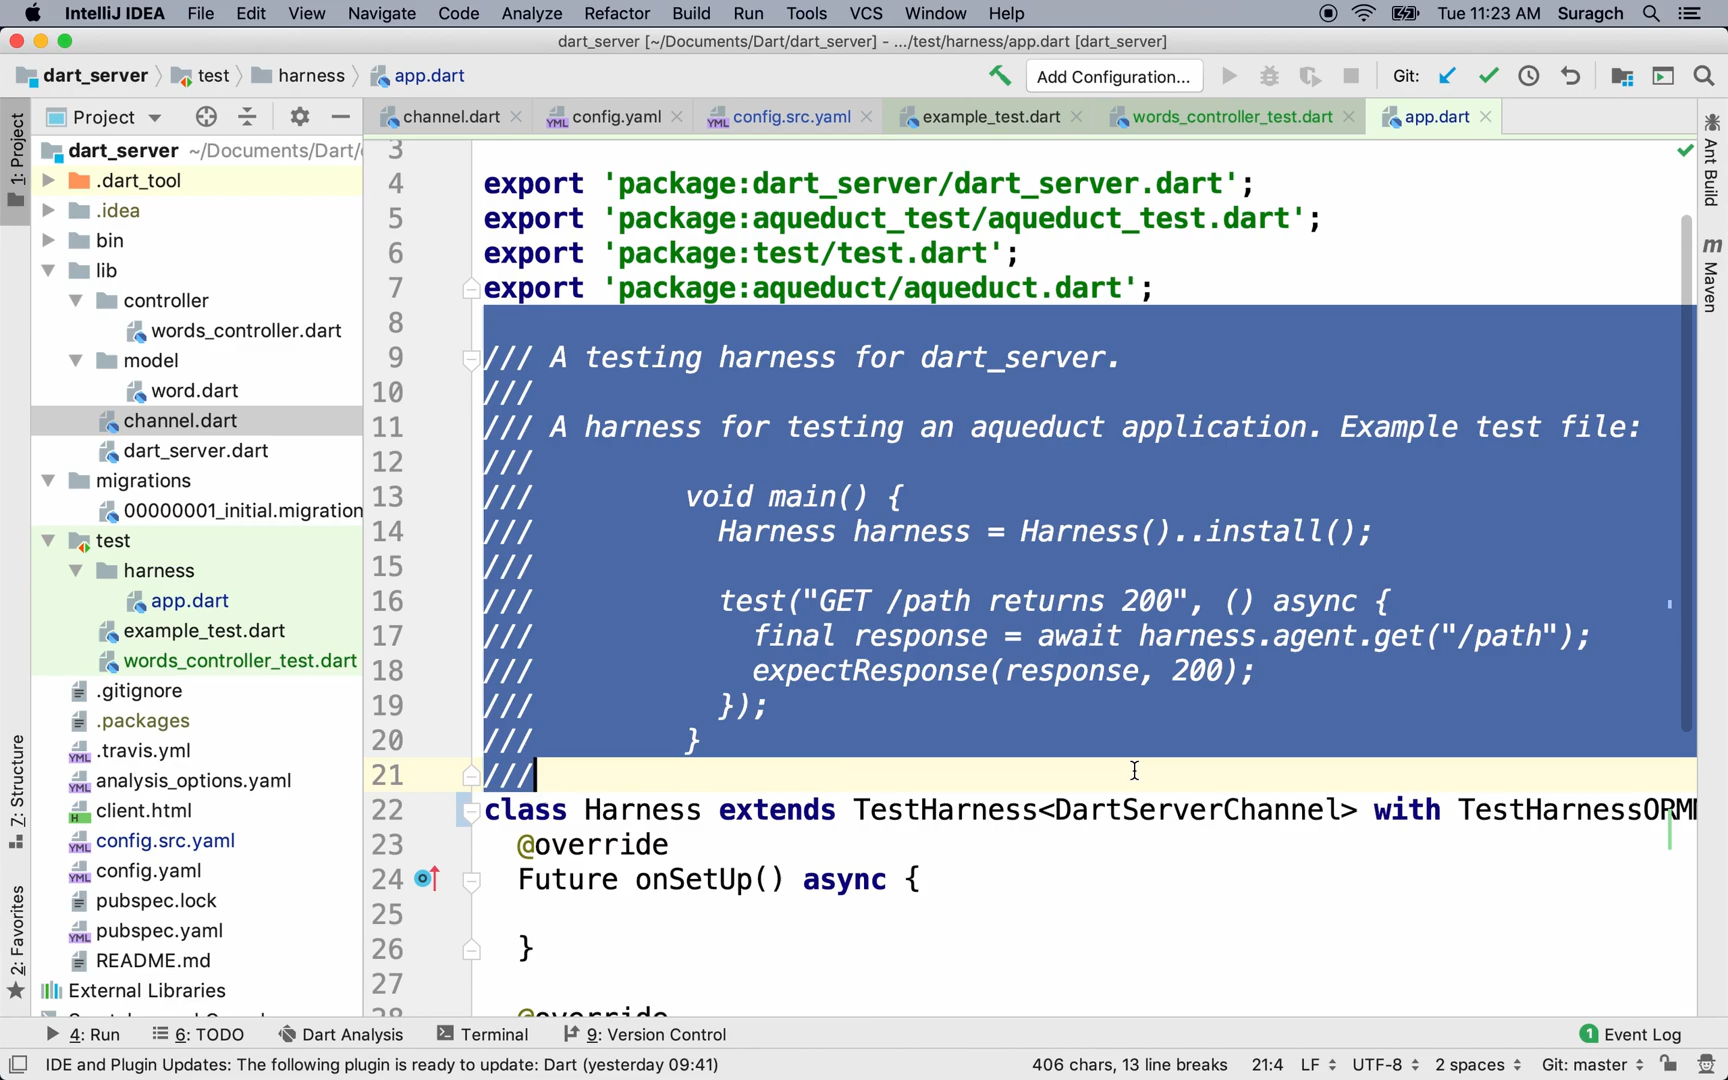 IntelliJ IDEA File Edit View Navigate Code Analyze Refactor Build Run Tools VCS Window Help Tue 11:23 AM Suragch
dart_server [~/Documents/Dart/dart_server] - .../test/harness/app.dart [dart_server]
dart_server test harness app.dart Add Configuration... Git:
Project channel.dart config.yaml config.src.yaml example_test.dart words_controller_test.dart app.dart
1: Project
7: Structure
2: Favorites
dart_server ~/Documents/Dart/
.dart_tool
.idea
bin
lib
controller
words_controller.dart
model
word.dart
channel.dart
dart_server.dart
migrations
00000001_initial.migration
test
harness
app.dart
example_test.dart
words_controller_test.dart
.gitignore
.packages
.travis.yml
analysis_options.yaml
client.html
config.src.yaml
config.yaml
pubspec.lock
pubspec.yaml
README.md
External Libraries
3
4 export 'package:dart_server/dart_server.dart';
5 export 'package:aqueduct_test/aqueduct_test.dart';
6 export 'package:test/test.dart';
7 export 'package:aqueduct/aqueduct.dart';
8
9 /// A testing harness for dart_server.
10 ///
11 /// A harness for testing an aqueduct application. Example test file:
12 ///
13 /// void main() {
14 /// Harness harness = Harness()..install();
15 ///
16 /// test("GET /path returns 200", () async {
17 /// final response = await harness.agent.get("/path");
18 /// expectResponse(response, 200);
19 /// });
20 /// }
21 ///
22 class Harness extends TestHarness<DartServerChannel> with TestHarnessORM
23 @override
24 Future onSetUp() async {
25
26 }
27
28 @override
Ant Build
Maven
4: Run 6: TODO Dart Analysis Terminal 9: Version Control 1 Event Log
IDE and Plugin Updates: The following plugin is ready to update: Dart (yesterday 09:41) 406 chars, 13 line breaks 21:4 LF UTF-8 2 spaces Git: master